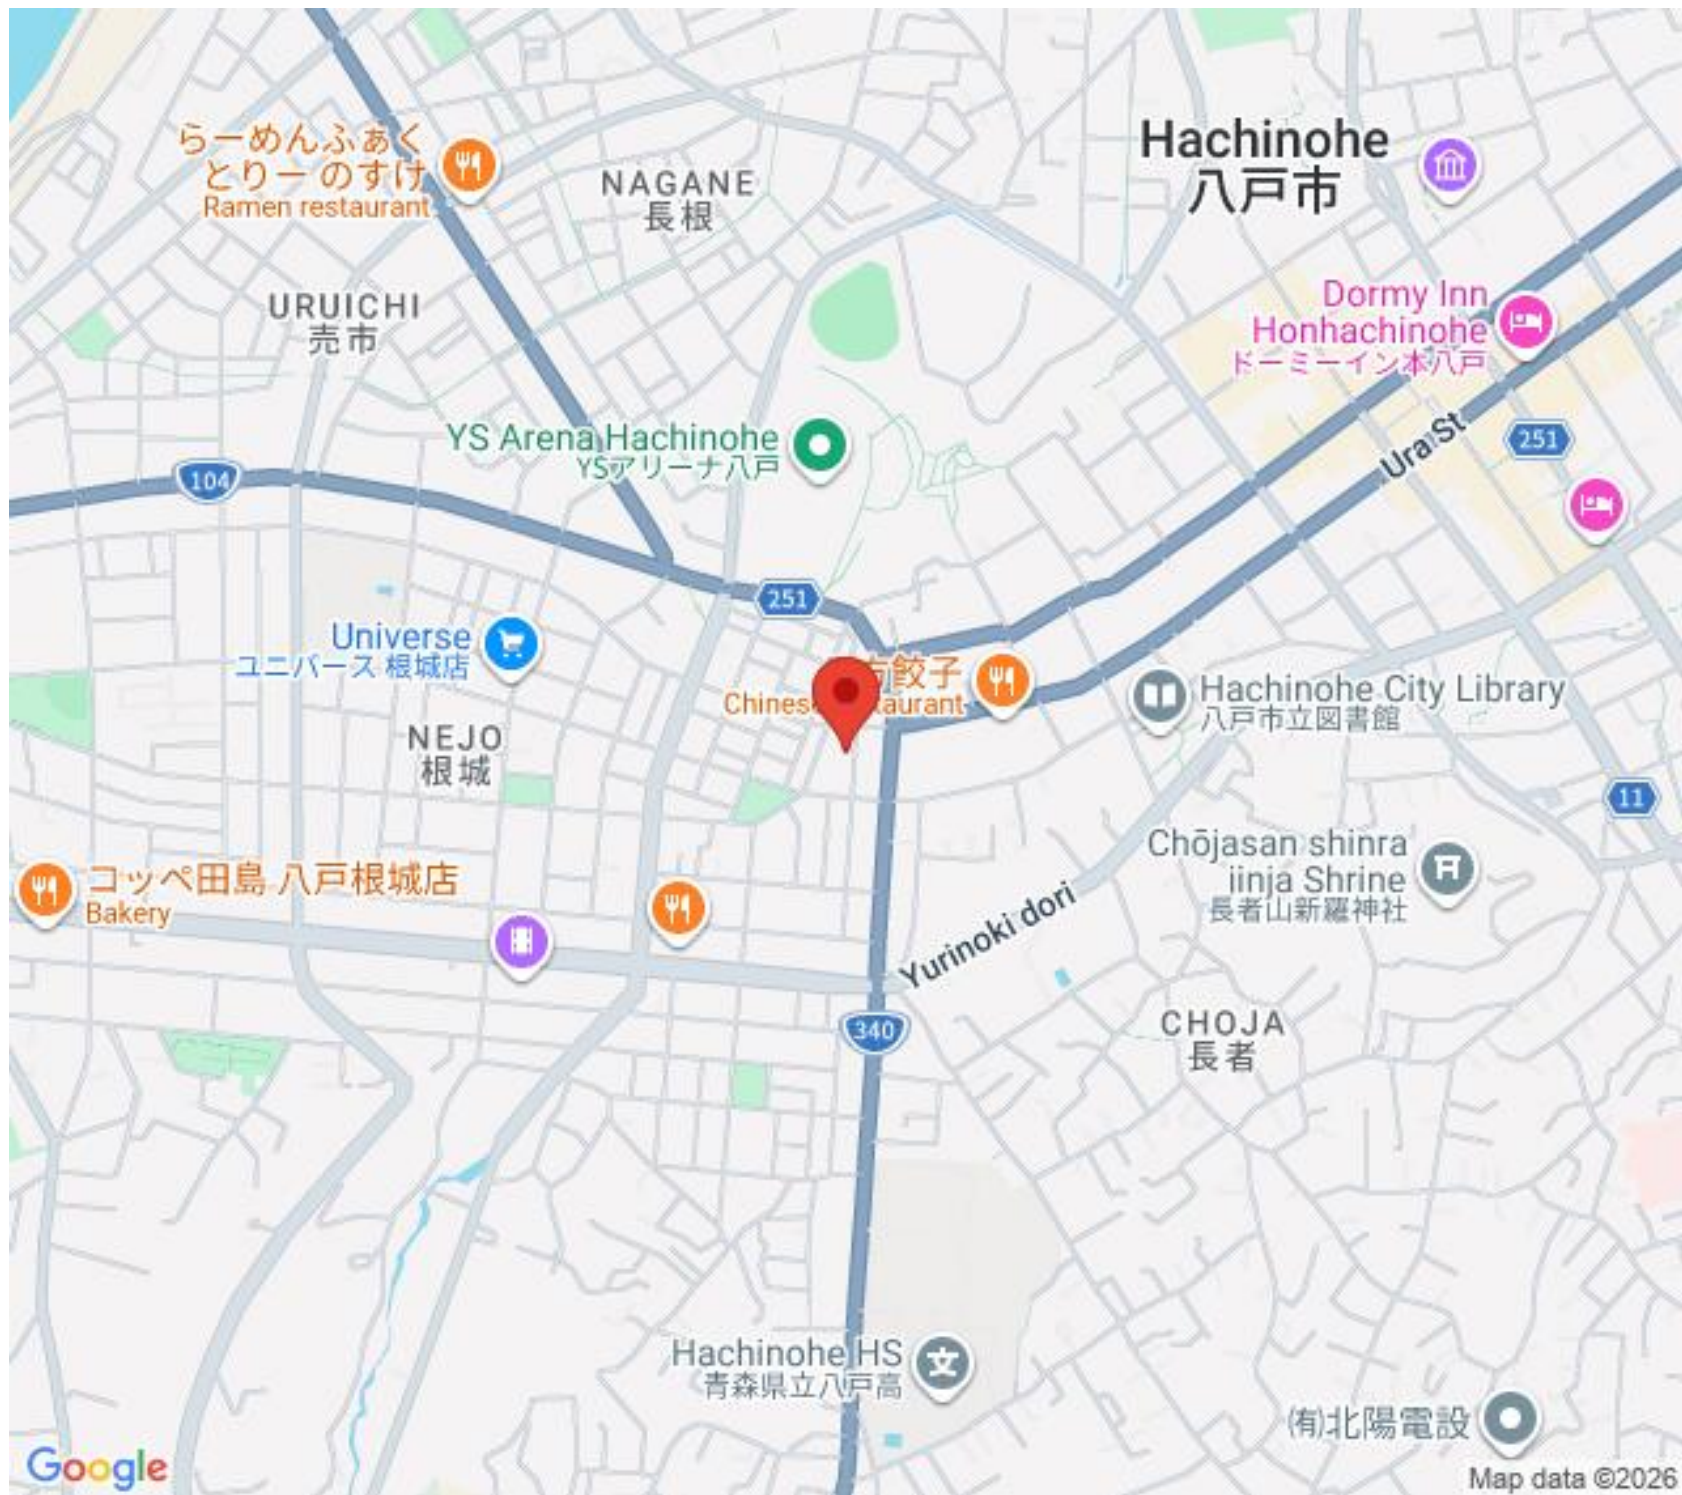 らーめんふぁく
とりー のすけ
Ramen restaurant
NAGANE
長根
Hachinohe
八戸市
URUICHI
売市
Dormy Inn
Honhachinohe
ドーミーイン本八戸
YS Arena Hachinohe
YSアリーナ八戸
104
Ura St
251
251
Universe
ユニバース 根城店
餃子
Chinese
Hachinohe City Library
八戸市立図書館
NEJO
根城
11
Chōjasan shinra
jinja Shrine
長者山新羅神社
コッペ田島 八戸根城店
Bakery
Yurinoki dori
340
CHOJA
長者
Hachinohe HS
青森県立八戸高
文
㈲北陽電設
Google
Map data ©2026